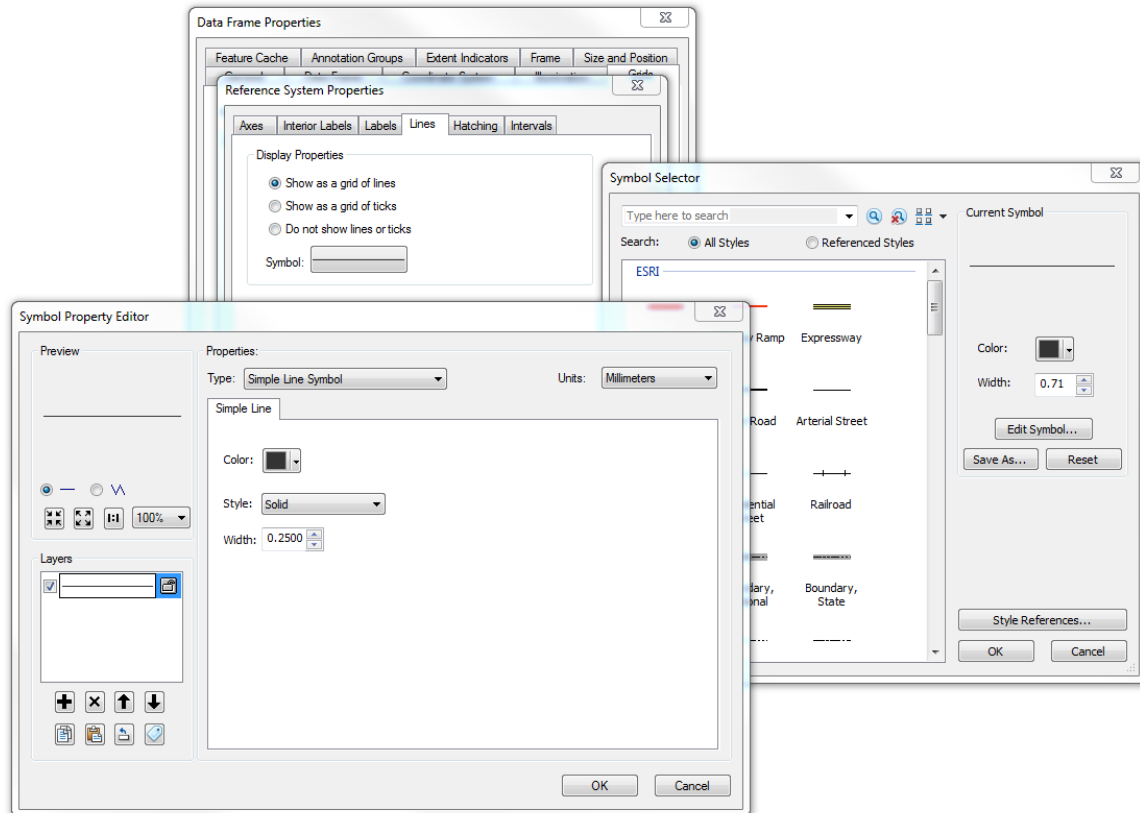 Data Frame Properties
Feature Cache Annotation Groups Extent Indicators Frame Size and Position
Grids
Reference System Properties
Axes Interior Labels Labels Lines Hatching Intervals
Display Properties
Show as a grid of lines
Show as a grid of ticks
Do not show lines or ticks
Symbol:
Symbol Selector
Type here to search
Search: All Styles Referenced Styles
ESRI
Ramp Expressway
Road Arterial Street
Railroad
Boundary,
State
Current Symbol
Color:
Width: 0.71
Edit Symbol...
Save As... Reset
Style References...
OK Cancel
Symbol Property Editor
Preview
100%
Layers
Properties:
Type: Simple Line Symbol Units: Millimeters
Simple Line
Color:
Style: Solid
Width: 0.2500
OK Cancel